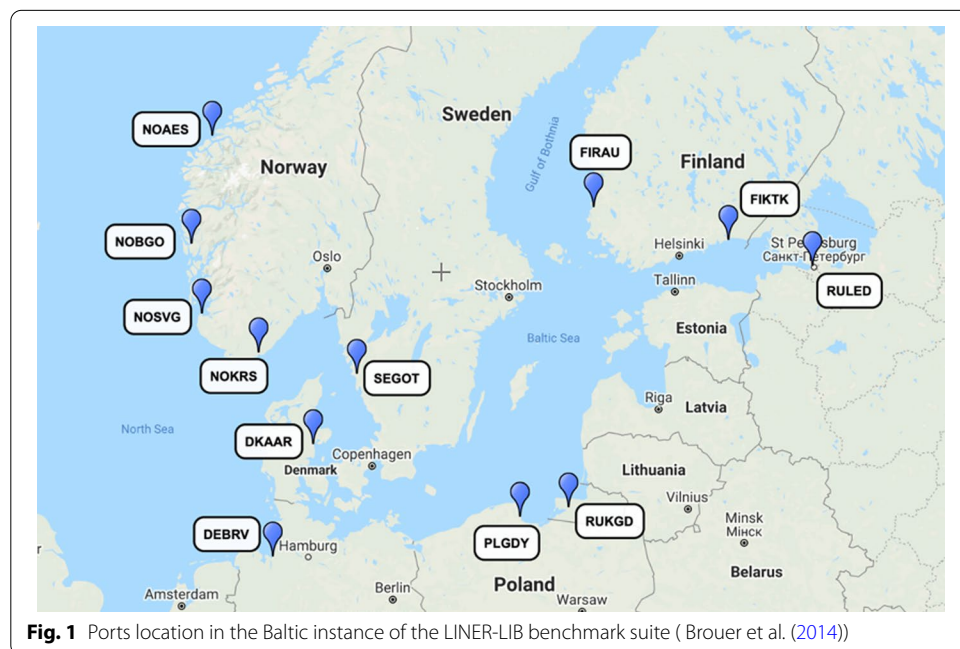 Sweden
NOAES
Gulf of Bothnia
FIRAU
Norway
Finland
FIKTK
NOBGO
Oslo
Helsinki
St Pe sburg
Санкт-Петербург
Stockholm
Tallinn
RULED
NOSVG
Estonia
Baltic Sea
NOKRS
SEGOT
Riga
Latvia
North Sea
DKAAR
Copenhagen
Denmark
Lithuania
Vilnius
RUKGD
Minsk
Мінск
DEBRV
Hamburg
PLGDY
Belarus
Poland
Amsterdam
Berlin
Warsaw
Fig. 1 Ports location in the Baltic instance of the LINER-LIB benchmark suite ( Brouer et al. (2014))